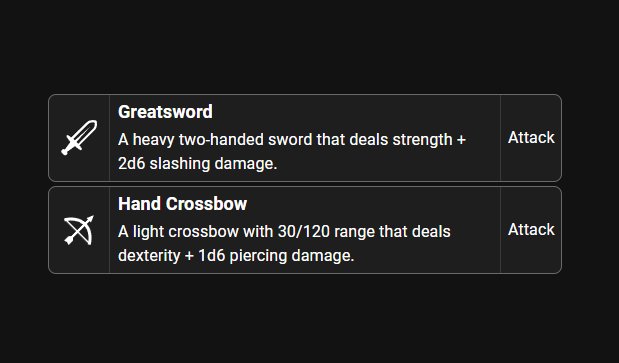 Greatsword
A heavy two-handed sword that deals strength +
2d6 slashing damage.
Attack
Hand Crossbow
A light crossbow with 30/120 range that deals
dexterity + 1d6 piercing damage.
Attack